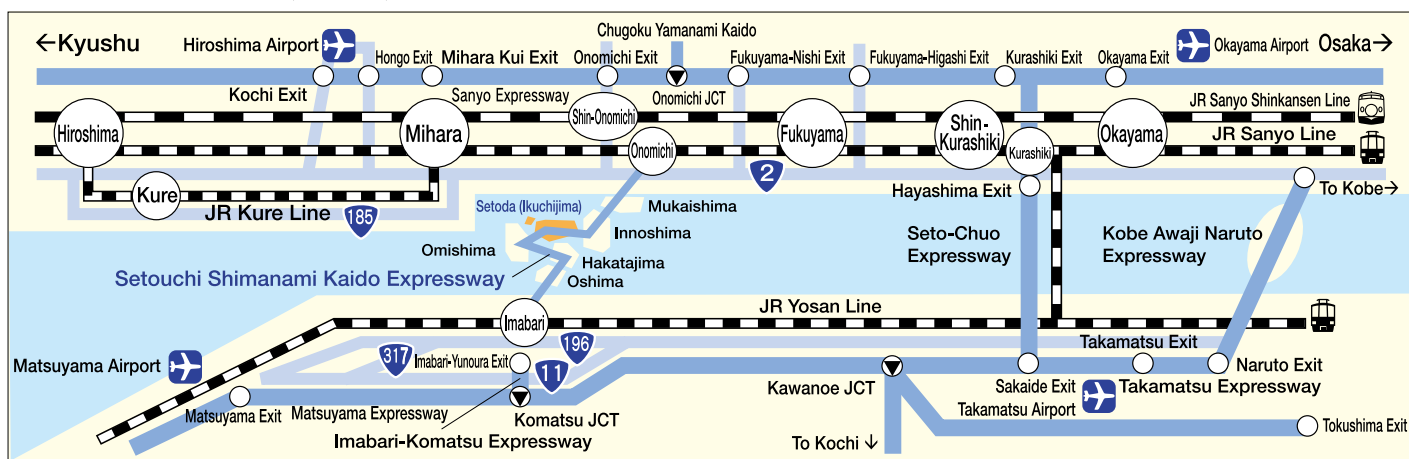 ←Kyushu
Hiroshima Airport
Chugoku Yamanami Kaido
Okayama Airport
Osaka→
Hongo Exit
Mihara Kui Exit
Onomichi Exit
Fukuyama-Nishi Exit
Fukuyama-Higashi Exit
Kurashiki Exit
Okayama Exit
Kochi Exit
Sanyo Expressway
Onomichi JCT
JR Sanyo Shinkansen Line
Hiroshima
Mihara
Shin-Onomichi
Onomichi
Fukuyama
Shin-
Kurashiki
Kurashiki
Okayama
JR Sanyo Line
2
Kure
JR Kure Line
185
Hayashima Exit
To Kobe→
Setoda (Ikuchijima)
Mukaishima
Innoshima
Omishima
Hakatajima
Oshima
Setouchi Shimanami Kaido Expressway
Seto-Chuo
Expressway
Kobe Awaji Naruto
Expressway
Imabari
JR Yosan Line
Matsuyama Airport
317
Imabari-Yunoura Exit
196
11
Takamatsu Exit
Matsuyama Exit
Matsuyama Expressway
Komatsu JCT
Imabari-Komatsu Expressway
Kawanoe JCT
Sakaide Exit
Takamatsu Expressway
Naruto Exit
Takamatsu Airport
To Kochi ↓
Tokushima Exit